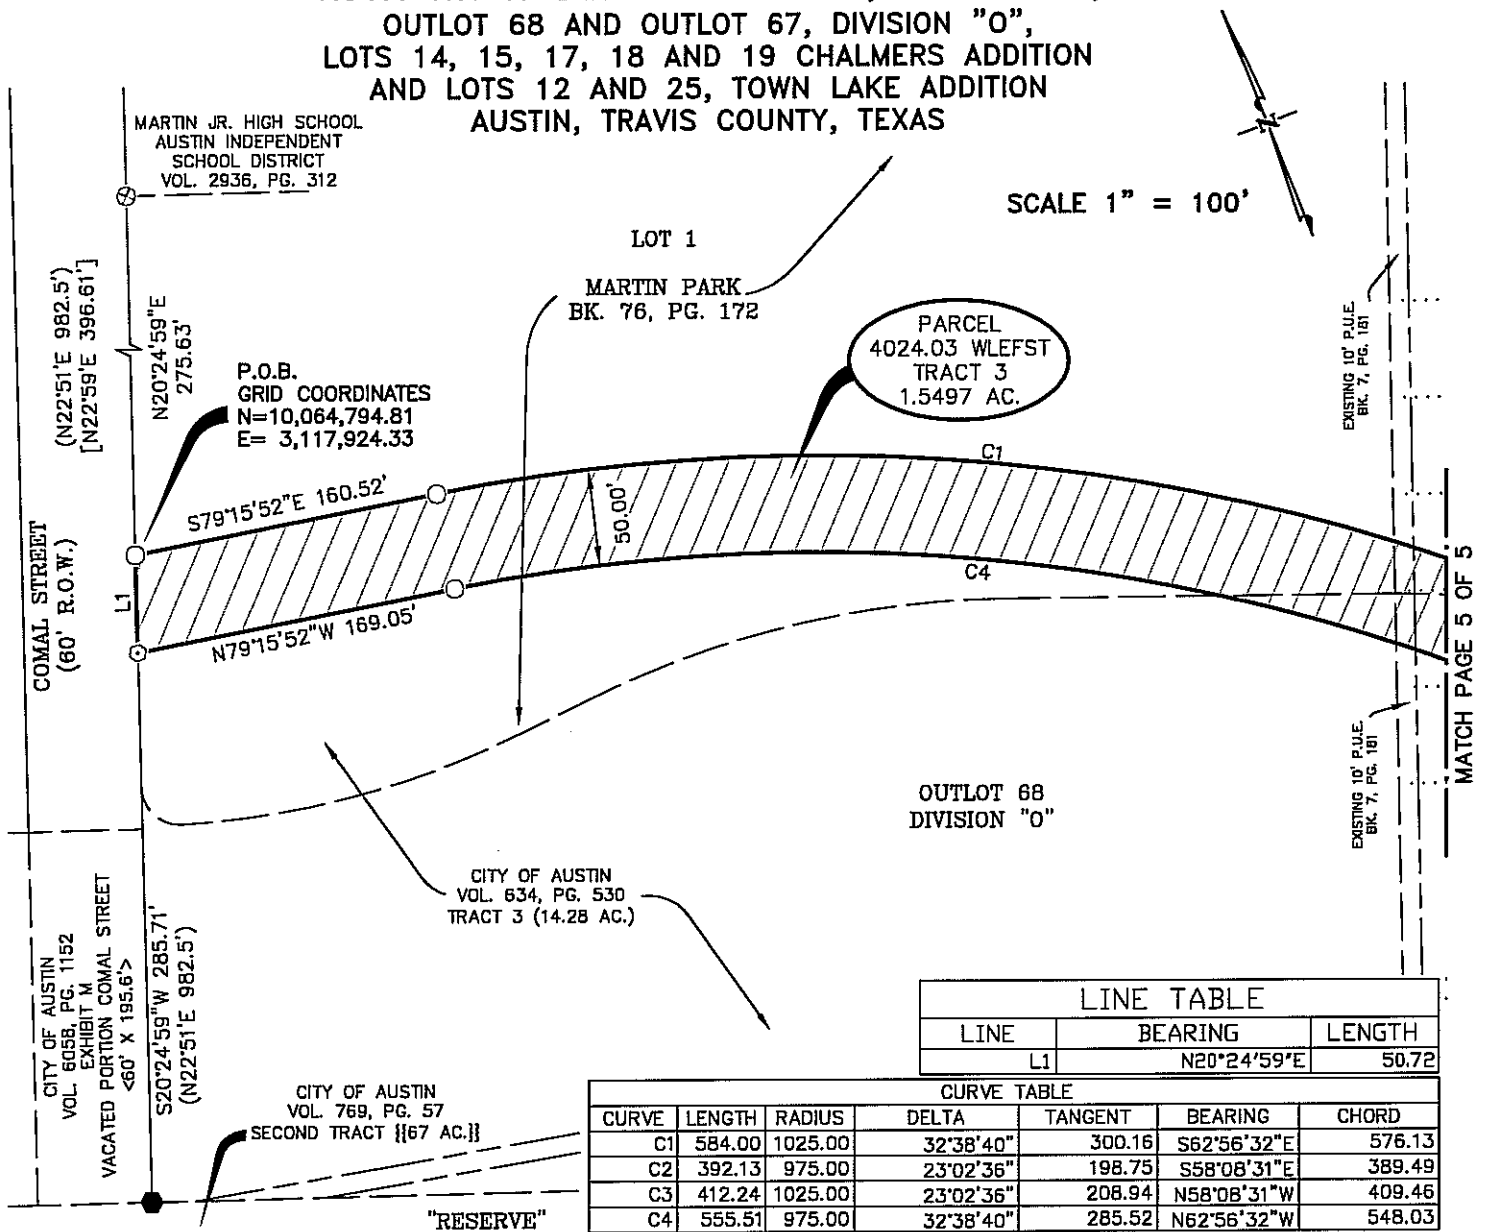 OUTLOT 68 AND OUTLOT 67, DIVISION "O",
LOTS 14, 15, 17, 18 AND 19 CHALMERS ADDITION
AND LOTS 12 AND 25, TOWN LAKE ADDITION
AUSTIN, TRAVIS COUNTY, TEXAS
MARTIN JR. HIGH SCHOOL
AUSTIN INDEPENDENT
SCHOOL DISTRICT
VOL. 2936, PG. 312
N
SCALE 1" = 100'
LOT 1
MARTIN PARK
BK. 76, PG. 172
(N22°51'E 982.5')
[N22°59'E 396.61']
N20°24'59"E
275.63'
P.O.B.
GRID COORDINATES
N=10,064,794.81
E= 3,117,924.33
PARCEL
4024.03 WLEFST
TRACT 3
1.5497 AC.
EXISTING 10' P.U.E.
BK. 7, PG. 181
S79°15'52"E 160.52'
C1
50.00'
C4
L1
N79°15'52"W 169.05'
COMAL STREET
(60' R.O.W.)
MATCH PAGE 5 OF 5
EXISTING 10' P.U.E.
BK. 7, PG. 181
OUTLOT 68
DIVISION "O"
CITY OF AUSTIN
VOL. 634, PG. 530
TRACT 3 (14.28 AC.)
CITY OF AUSTIN
VOL. 6058, PG. 1152
EXHIBIT M
VACATED PORTION COMAL STREET
<60' X 195.6'>
S20°24'59"W 285.71'
(N22°51'E 982.5')
CITY OF AUSTIN
VOL. 769, PG. 57
SECOND TRACT {{67 AC.}}
"RESERVE"
LINE TABLE
LINE BEARING LENGTH
L1 N20°24'59"E 50.72
CURVE TABLE
CURVE LENGTH RADIUS DELTA TANGENT BEARING CHORD
C1 584.00 1025.00 32°38'40" 300.16 S62°56'32"E 576.13
C2 392.13 975.00 23°02'36" 198.75 S58°08'31"E 389.49
C3 412.24 1025.00 23°02'36" 208.94 N58°08'31"W 409.46
C4 555.51 975.00 32°38'40" 285.52 N62°56'32"W 548.03